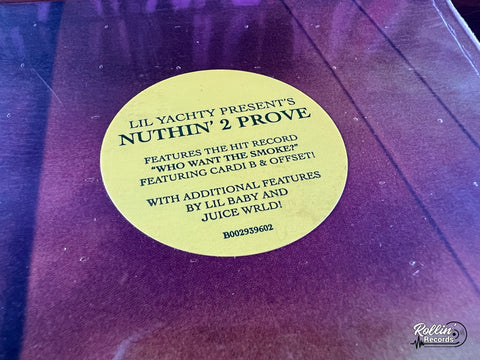 LIL YACHTY PRESENT'S
NUTHIN' 2 PROVE
FEATURES THE HIT RECORD
"WHO WANT THE SMOKE?"
FEATURING CARDI B & OFFSET!
WITH ADDITIONAL FEATURES
BY LIL BABY AND
JUICE WRLD!
B002939602
Rollin'
Records